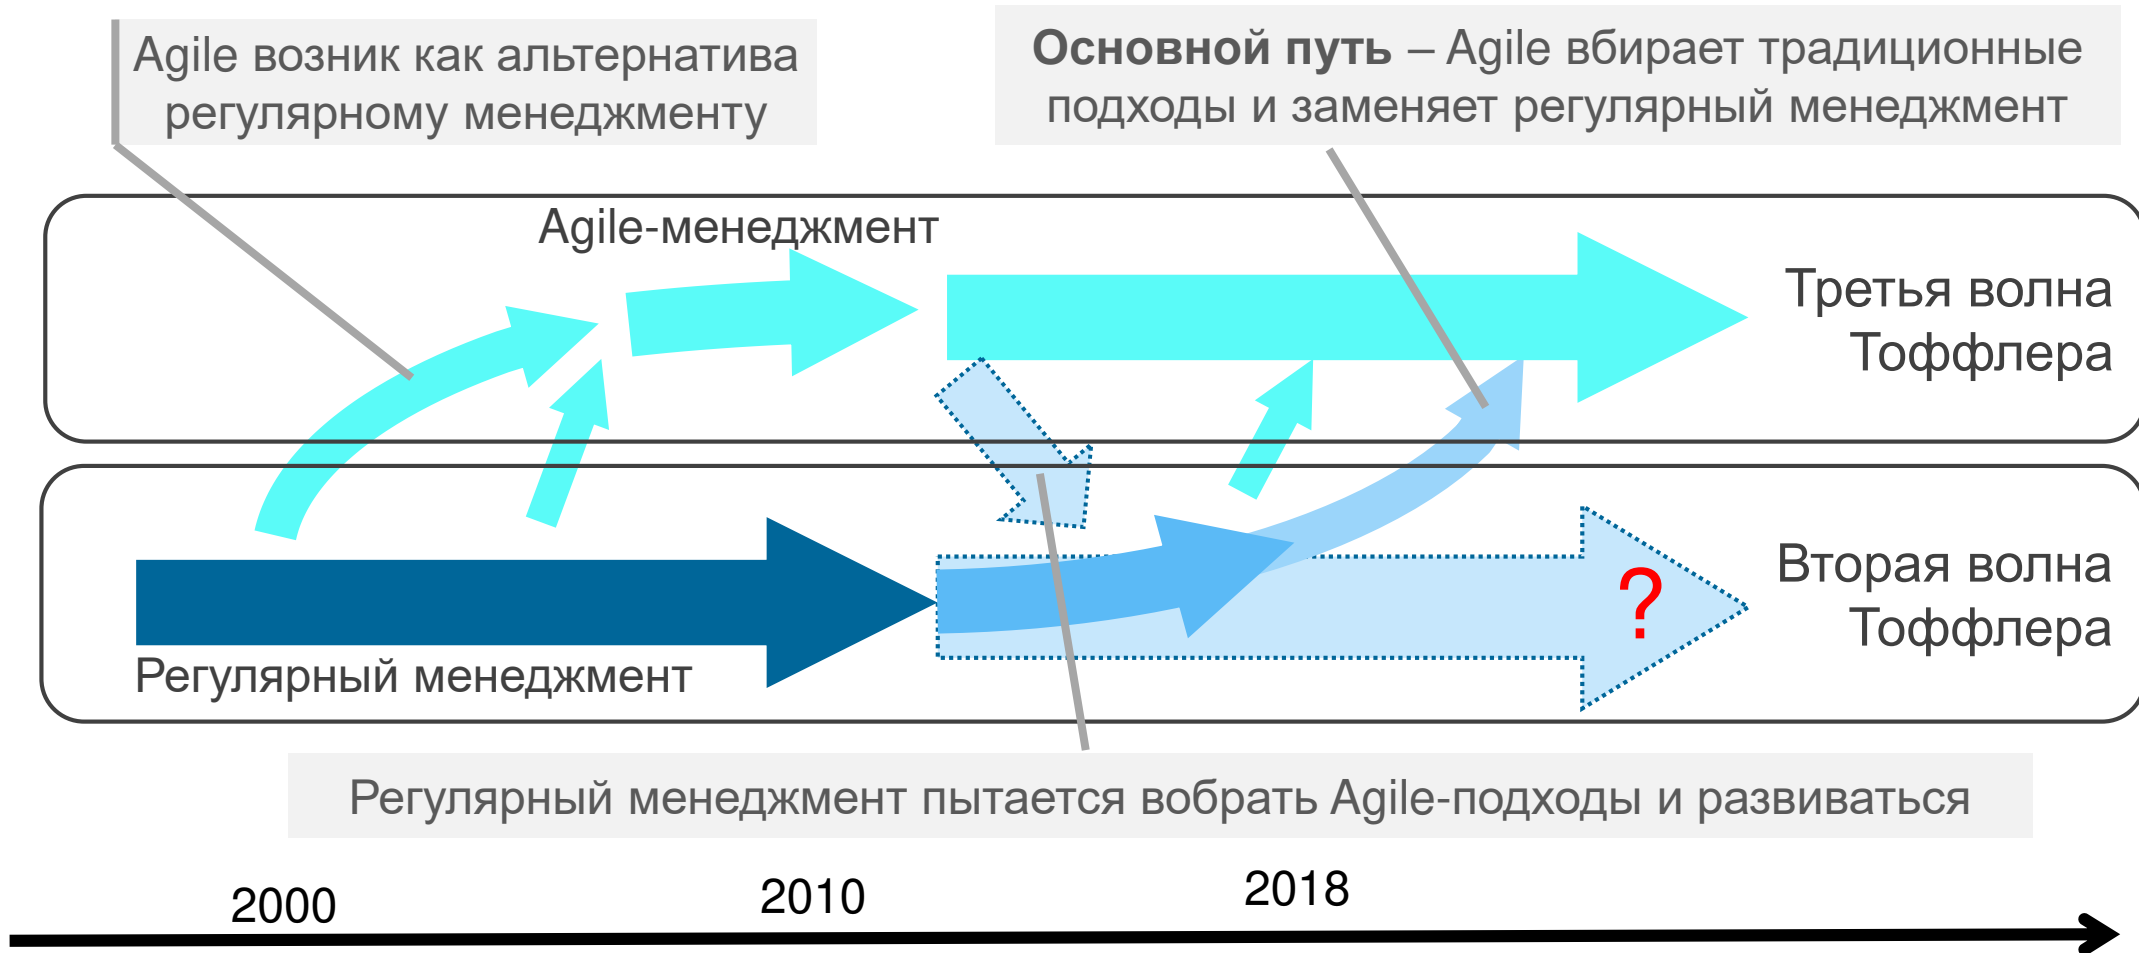 Agile возник как альтернатива
регулярному менеджменту
Основной путь – Agile вбирает традиционные
подходы и заменяет регулярный менеджмент
Agile-менеджмент
Третья волна
Тоффлера
Вторая волна
Тоффлера
?
Регулярный менеджмент
Регулярный менеджмент пытается вобрать Agile-подходы и развиваться
2000
2010
2018